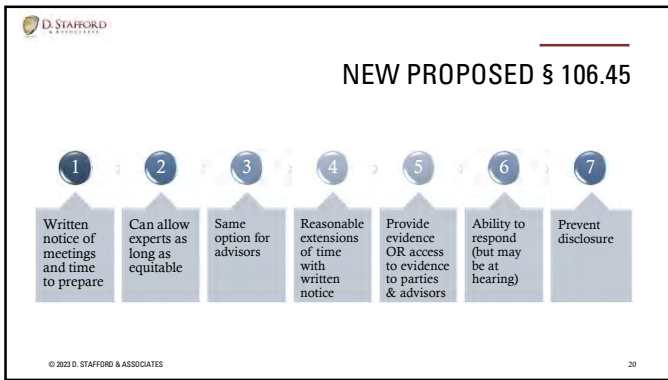 D. STAFFORD
& ASSOCIATES
NEW PROPOSED § 106.45
1
2
3
4
5
6
7
Written
notice of
meetings
and time
to prepare
Can allow
experts as
long as
equitable
Same
option for
advisors
Reasonable
extensions
of time
with
written
notice
Provide
evidence
OR access
to evidence
to parties
& advisors
Ability to
respond
(but may
be at
hearing)
Prevent
disclosure
© 2023 D. STAFFORD & ASSOCIATES
20